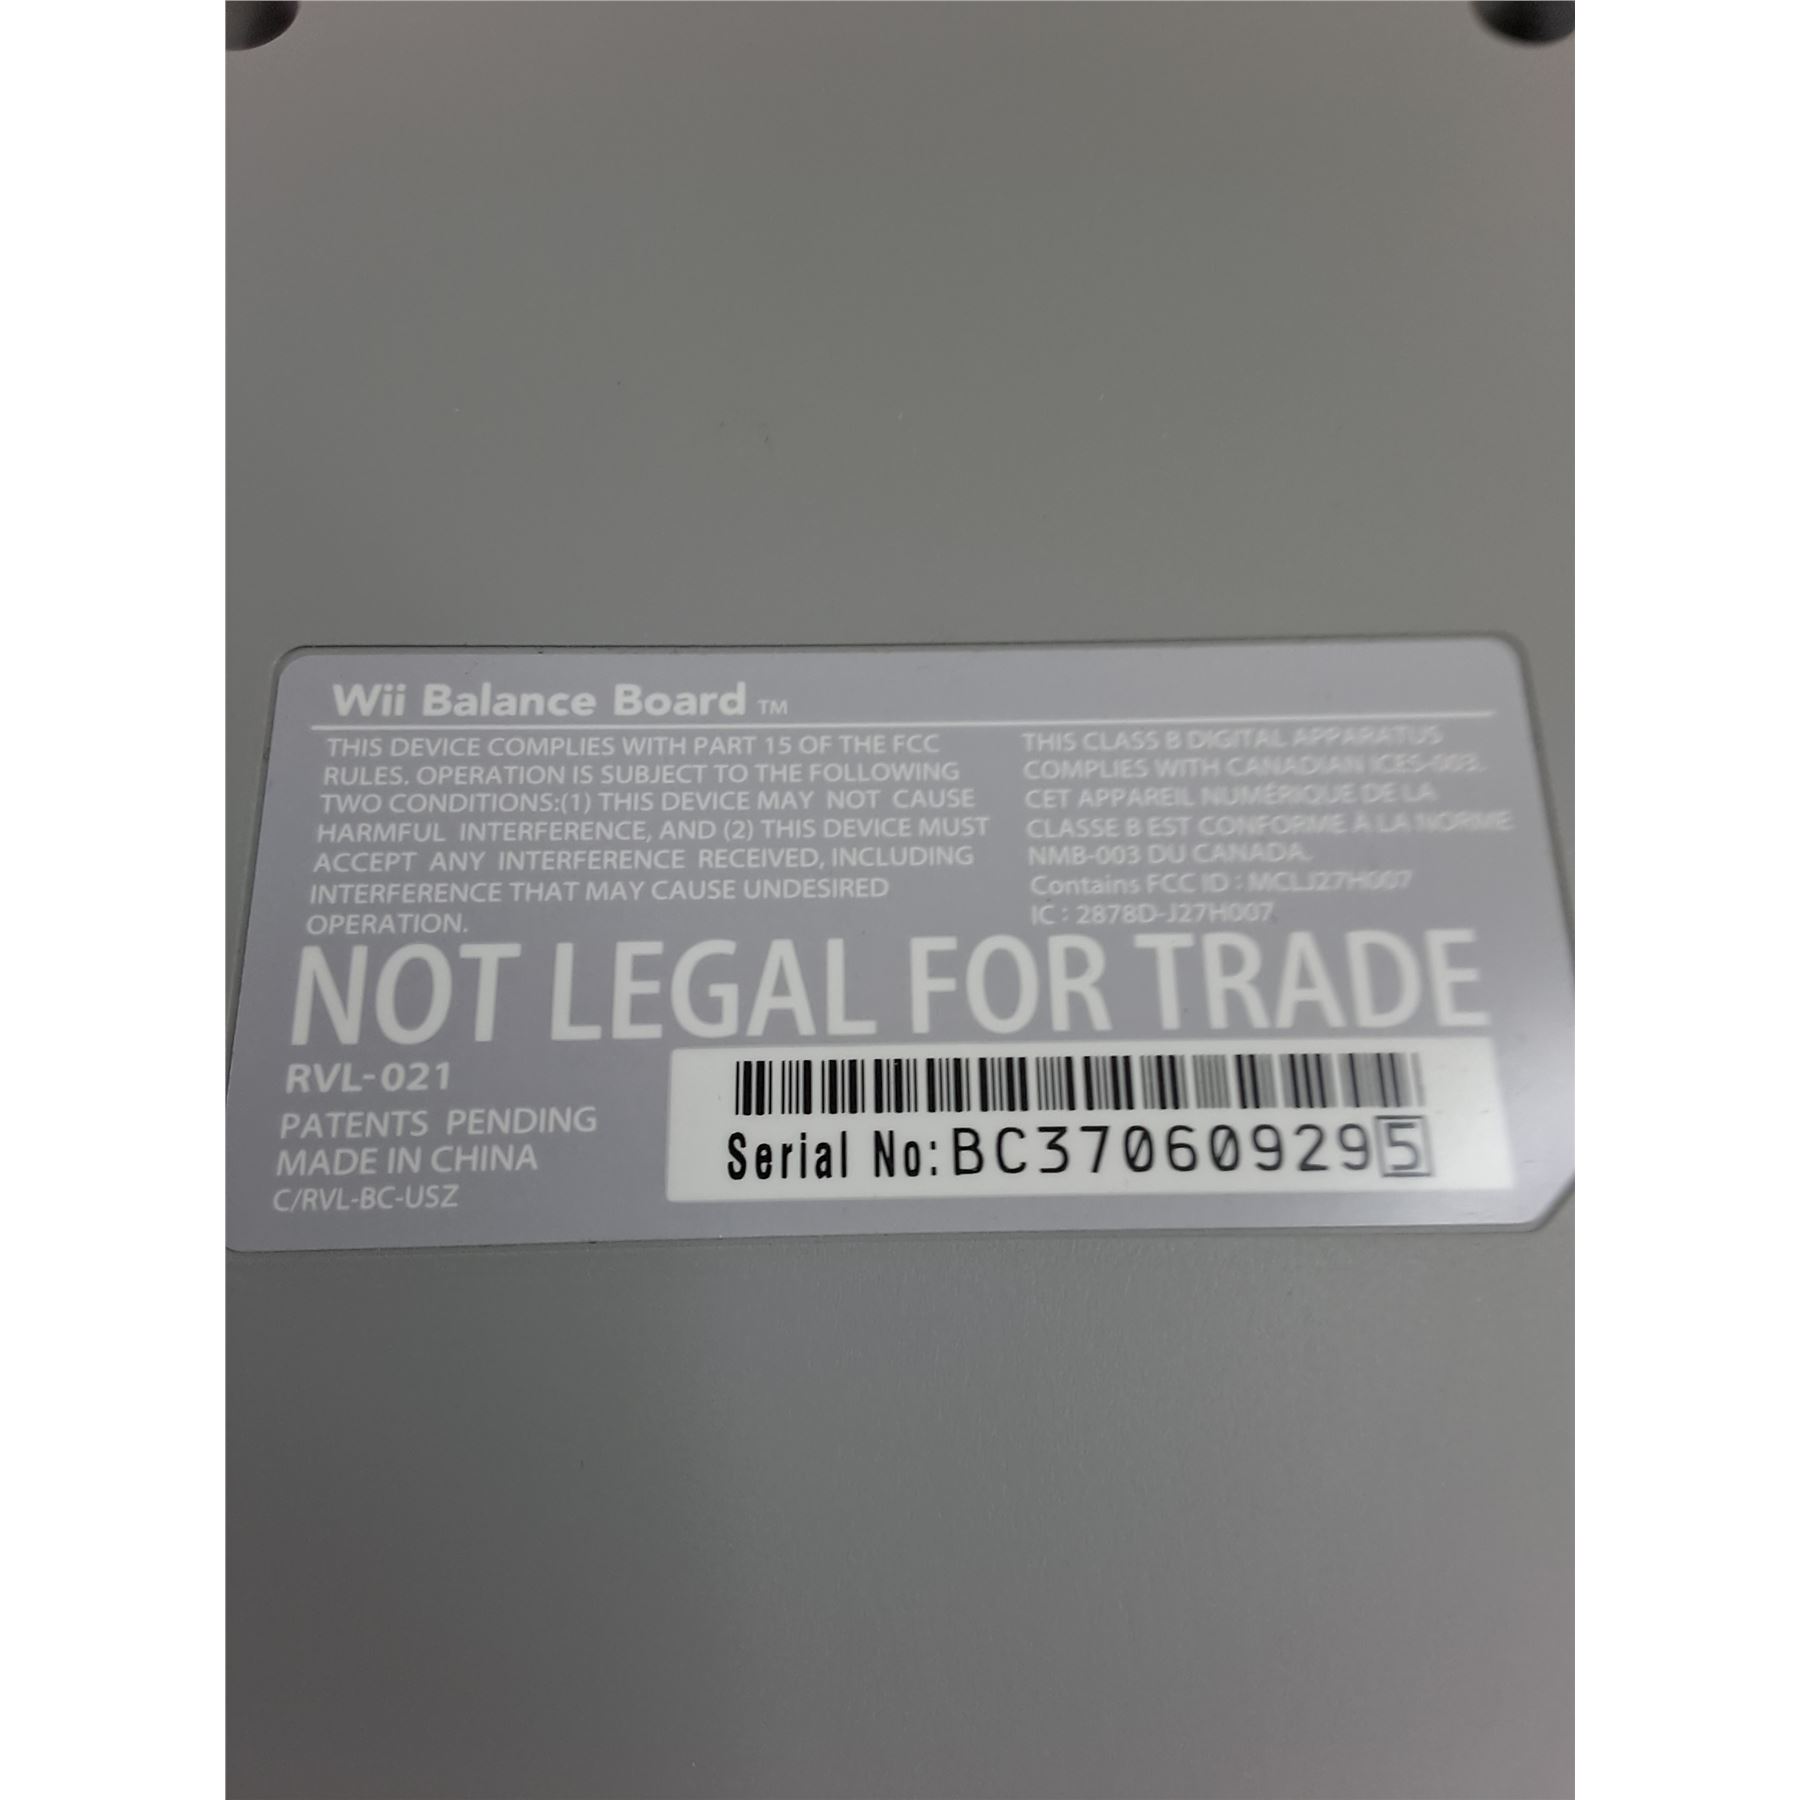 Wii Balance Board ™
THIS DEVICE COMPLIES WITH PART 15 OF THE FCC
RULES. OPERATION IS SUBJECT TO THE FOLLOWING
TWO CONDITIONS:(1) THIS DEVICE MAY NOT CAUSE
HARMFUL INTERFERENCE, AND (2) THIS DEVICE MUST
ACCEPT ANY INTERFERENCE RECEIVED, INCLUDING
INTERFERENCE THAT MAY CAUSE UNDESIRED
OPERATION.
THIS CLASS B DIGITAL APPARATUS
COMPLIES WITH CANADIAN ICES-003.
CET APPAREIL NUMÉRIQUE DE LA
CLASSE B EST CONFORME À LA NORME
NMB-003 DU CANADA.
Contains FCC ID : MCLJ27H007
IC : 2878D-J27H007
NOT LEGAL FOR TRADE
RVL-021
PATENTS PENDING
MADE IN CHINA
C/RVL-BC-USZ
Serial No:BC370609295